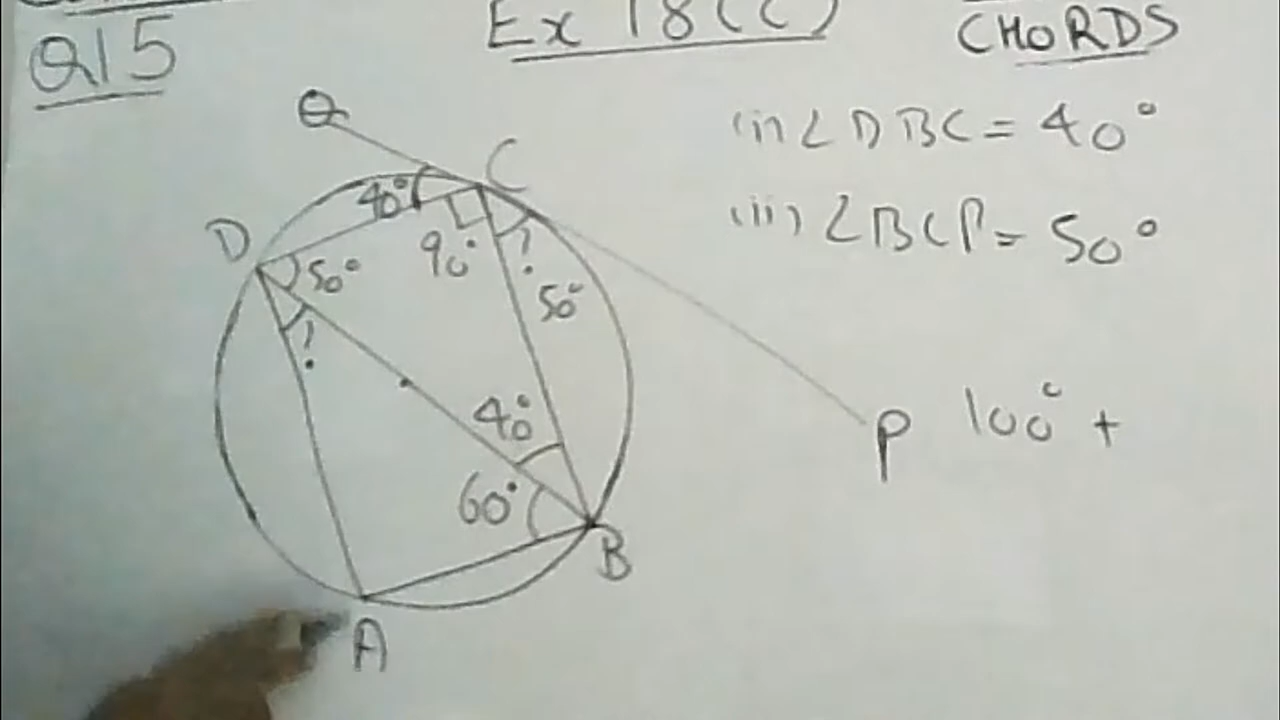 Q15
Ex 18(C)
CHORDS
Q
C
40°
D
90°
50°
?
?
50°
40°
60°
B
A
P
(i) ∠DBC = 40°
(ii) ∠BCP = 50°
100° +